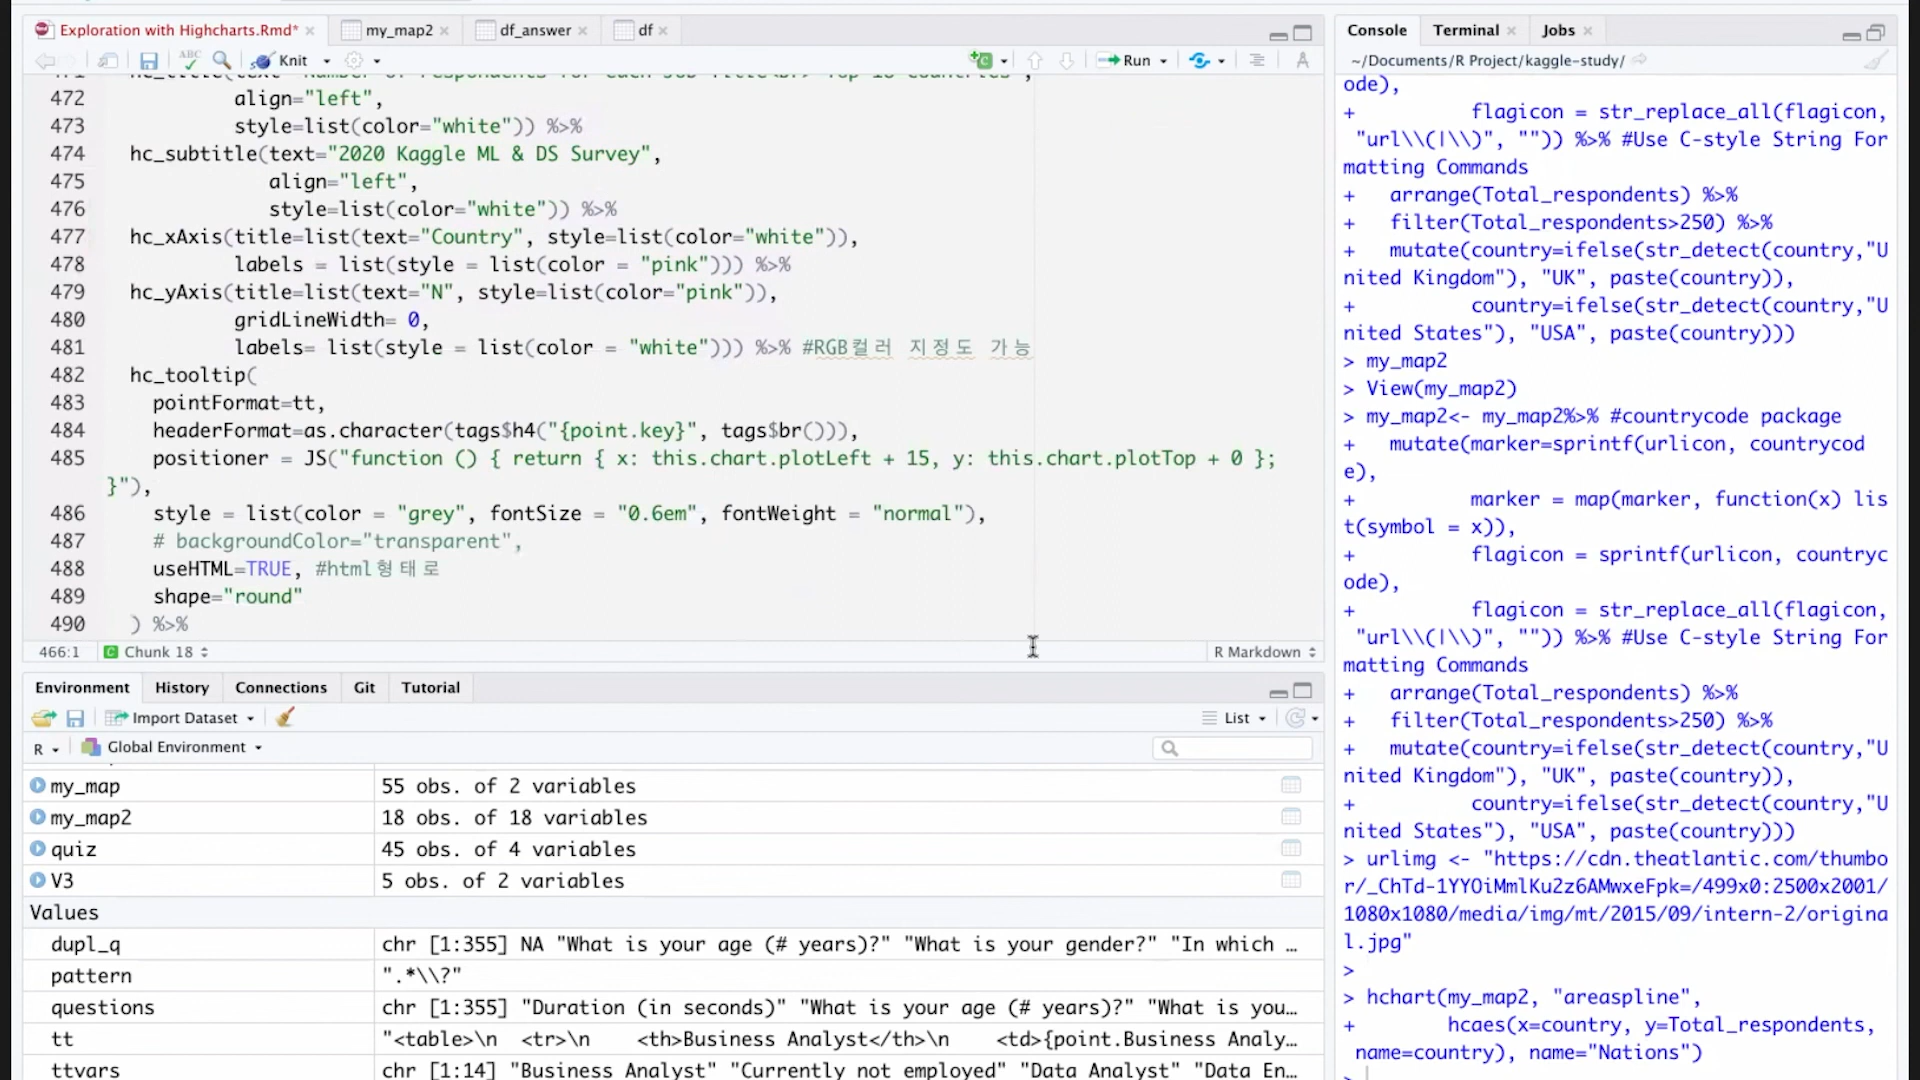 Exploration with Highcharts.Rmd*
my_map2
df_answer
df
ABC
Knit
Run
472 align="left",
473 style=list(color="white")) %>%
474 hc_subtitle(text="2020 Kaggle ML & DS Survey",
475 align="left",
476 style=list(color="white")) %>%
477 hc_xAxis(title=list(text="Country", style=list(color="white")),
478 labels = list(style = list(color = "pink"))) %>%
479 hc_yAxis(title=list(text="N", style=list(color="pink")),
480 gridLineWidth= 0,
481 labels= list(style = list(color = "white"))) %>% #RGB컬러 지정도 가능
482 hc_tooltip(
483 pointFormat=tt,
484 headerFormat=as.character(tags$h4("{point.key}", tags$br())),
485 positioner = JS("function () { return { x: this.chart.plotLeft + 15, y: this.chart.plotTop + 0 };
}"),
486 style = list(color = "grey", fontSize = "0.6em", fontWeight = "normal"),
487 # backgroundColor="transparent",
488 useHTML=TRUE, #html형태로
489 shape="round"
490 ) %>%
466:1 Chunk 18 R Markdown
Environment History Connections Git Tutorial
Import Dataset List
R Global Environment
my_map 55 obs. of 2 variables
my_map2 18 obs. of 18 variables
quiz 45 obs. of 4 variables
V3 5 obs. of 2 variables
Values
dupl_q chr [1:355] NA "What is your age (# years)?" "What is your gender?" "In which …
pattern ".*\\?"
questions chr [1:355] "Duration (in seconds)" "What is your age (# years)?" "What is you…
tt "<table>\n <tr>\n <th>Business Analyst</th>\n <td>{point.Business Analy…
ttvars chr [1:14] "Business Analyst" "Currently not employed" "Data Analyst" "Data En…
Console Terminal Jobs
~/Documents/R Project/kaggle-study/
ode),
+ flagicon = str_replace_all(flagicon,
"url\\(|\\)", "")) %>% #Use C-style String For
matting Commands
+ arrange(Total_respondents) %>%
+ filter(Total_respondents>250) %>%
+ mutate(country=ifelse(str_detect(country,"U
nited Kingdom"), "UK", paste(country)),
+ country=ifelse(str_detect(country,"U
nited States"), "USA", paste(country)))
> my_map2
> View(my_map2)
> my_map2<- my_map2%>% #countrycode package
+ mutate(marker=sprintf(urlicon, countrycod
e),
+ marker = map(marker, function(x) lis
t(symbol = x)),
+ flagicon = sprintf(urlicon, countryc
ode),
+ flagicon = str_replace_all(flagicon,
"url\\(|\\)", "")) %>% #Use C-style String For
matting Commands
+ arrange(Total_respondents) %>%
+ filter(Total_respondents>250) %>%
+ mutate(country=ifelse(str_detect(country,"U
nited Kingdom"), "UK", paste(country)),
+ country=ifelse(str_detect(country,"U
nited States"), "USA", paste(country)))
> urlimg <- "https://cdn.theatlantic.com/thumbo
r/_ChTd-1YYOiMmlKu2z6AMwxeFpk=/499x0:2500x2001/
1080x1080/media/img/mt/2015/09/intern-2/origina
l.jpg"
>
> hchart(my_map2, "areaspline",
+ hcaes(x=country, y=Total_respondents,
name=country), name="Nations")
>